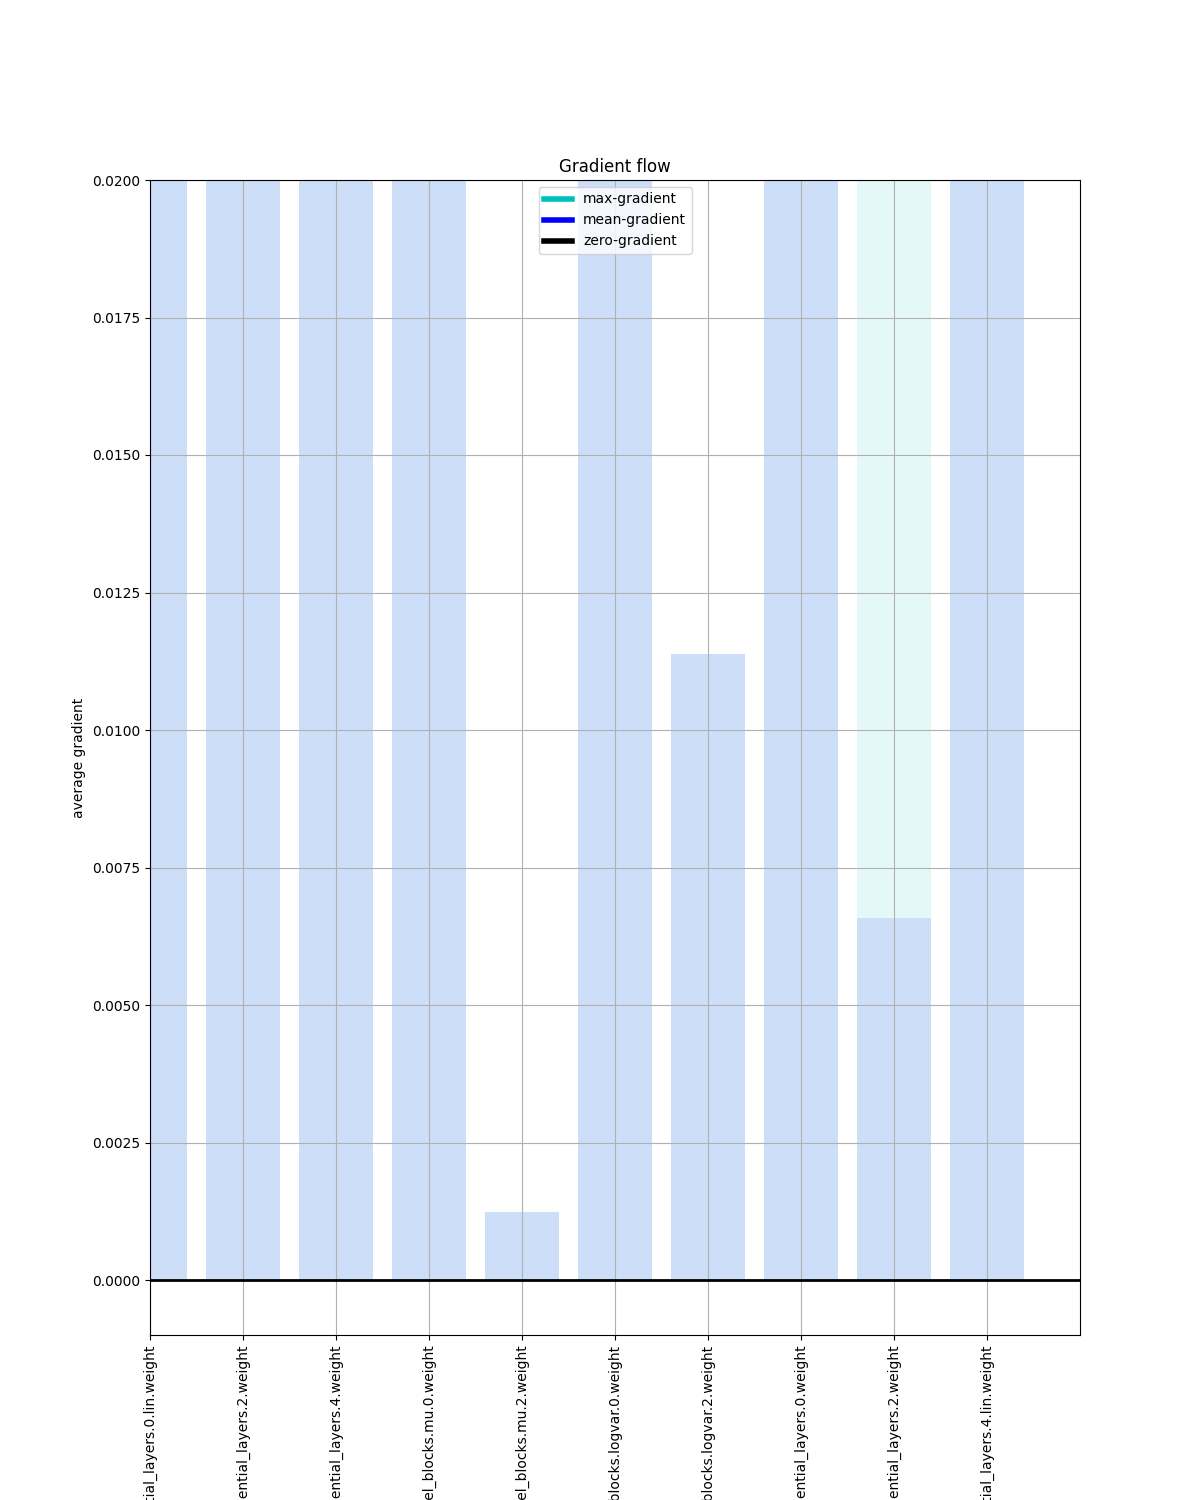 Gradient flow
max-gradient
mean-gradient
zero-gradient
0.0200
0.0175
0.0150
0.0125
0.0100
0.0075
0.0050
0.0025
0.0000
average gradient
tial_layers.0.lin.weight
ential_layers.2.weight
ential_layers.4.weight
el_blocks.mu.0.weight
el_blocks.mu.2.weight
blocks.logvar.0.weight
blocks.logvar.2.weight
ential_layers.0.weight
ential_layers.2.weight
tial_layers.4.lin.weight